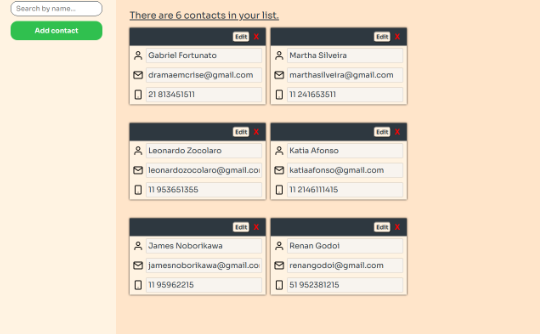 Search by name...
Add contact
There are 6 contacts in your list.
Edit X
Gabriel Fortunato
dramaemcrise@gmail.com
21 813451511
Edit X
Martha Silveira
marthasilveira@gmail.com
11 241653511
Edit X
Leonardo Zocolaro
leonardozocolaro@gmail.co
11 953651355
Edit X
Katia Afonso
katiaafonso@gmail.com
11 2146111415
Edit X
James Noborikawa
jamesnoborikawa@gmail.co
11 95962215
Edit X
Renan Godoi
renangodoi@gmail.com
51 952381215